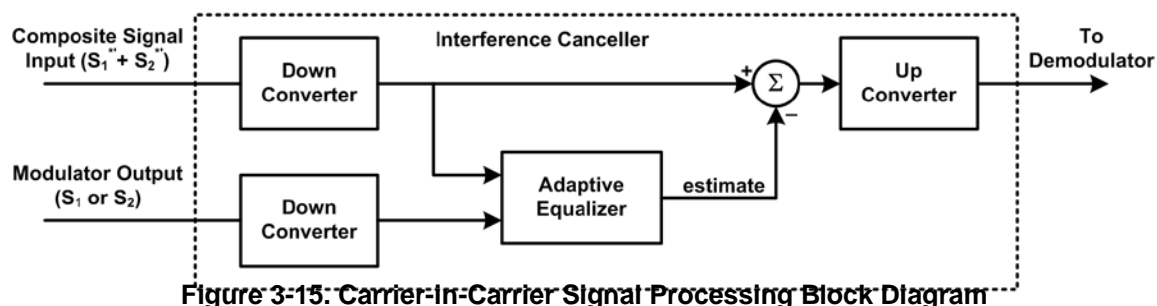 Composite Signal
Input (S₁** + S₂**)
Down
Converter
Interference Canceller
+
Σ
−
Up
Converter
To
Demodulator
Modulator Output
(S₁ or S₂)
Down
Converter
Adaptive
Equalizer
estimate
Figure 3-15. Carrier-in-Carrier Signal Processing Block Diagram